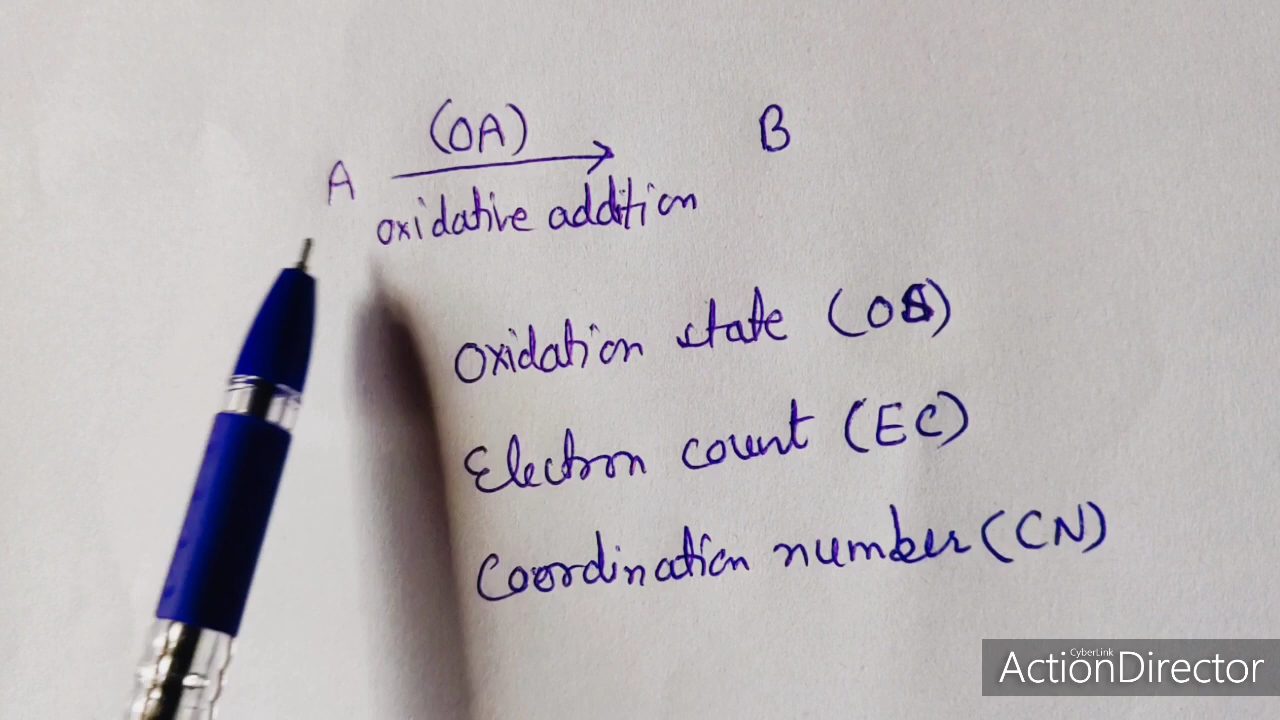 (OA)
A B
oxidative addition
Oxidation state (OS)
Electron count (EC)
Coordination number (CN)
CyberLink
ActionDirector